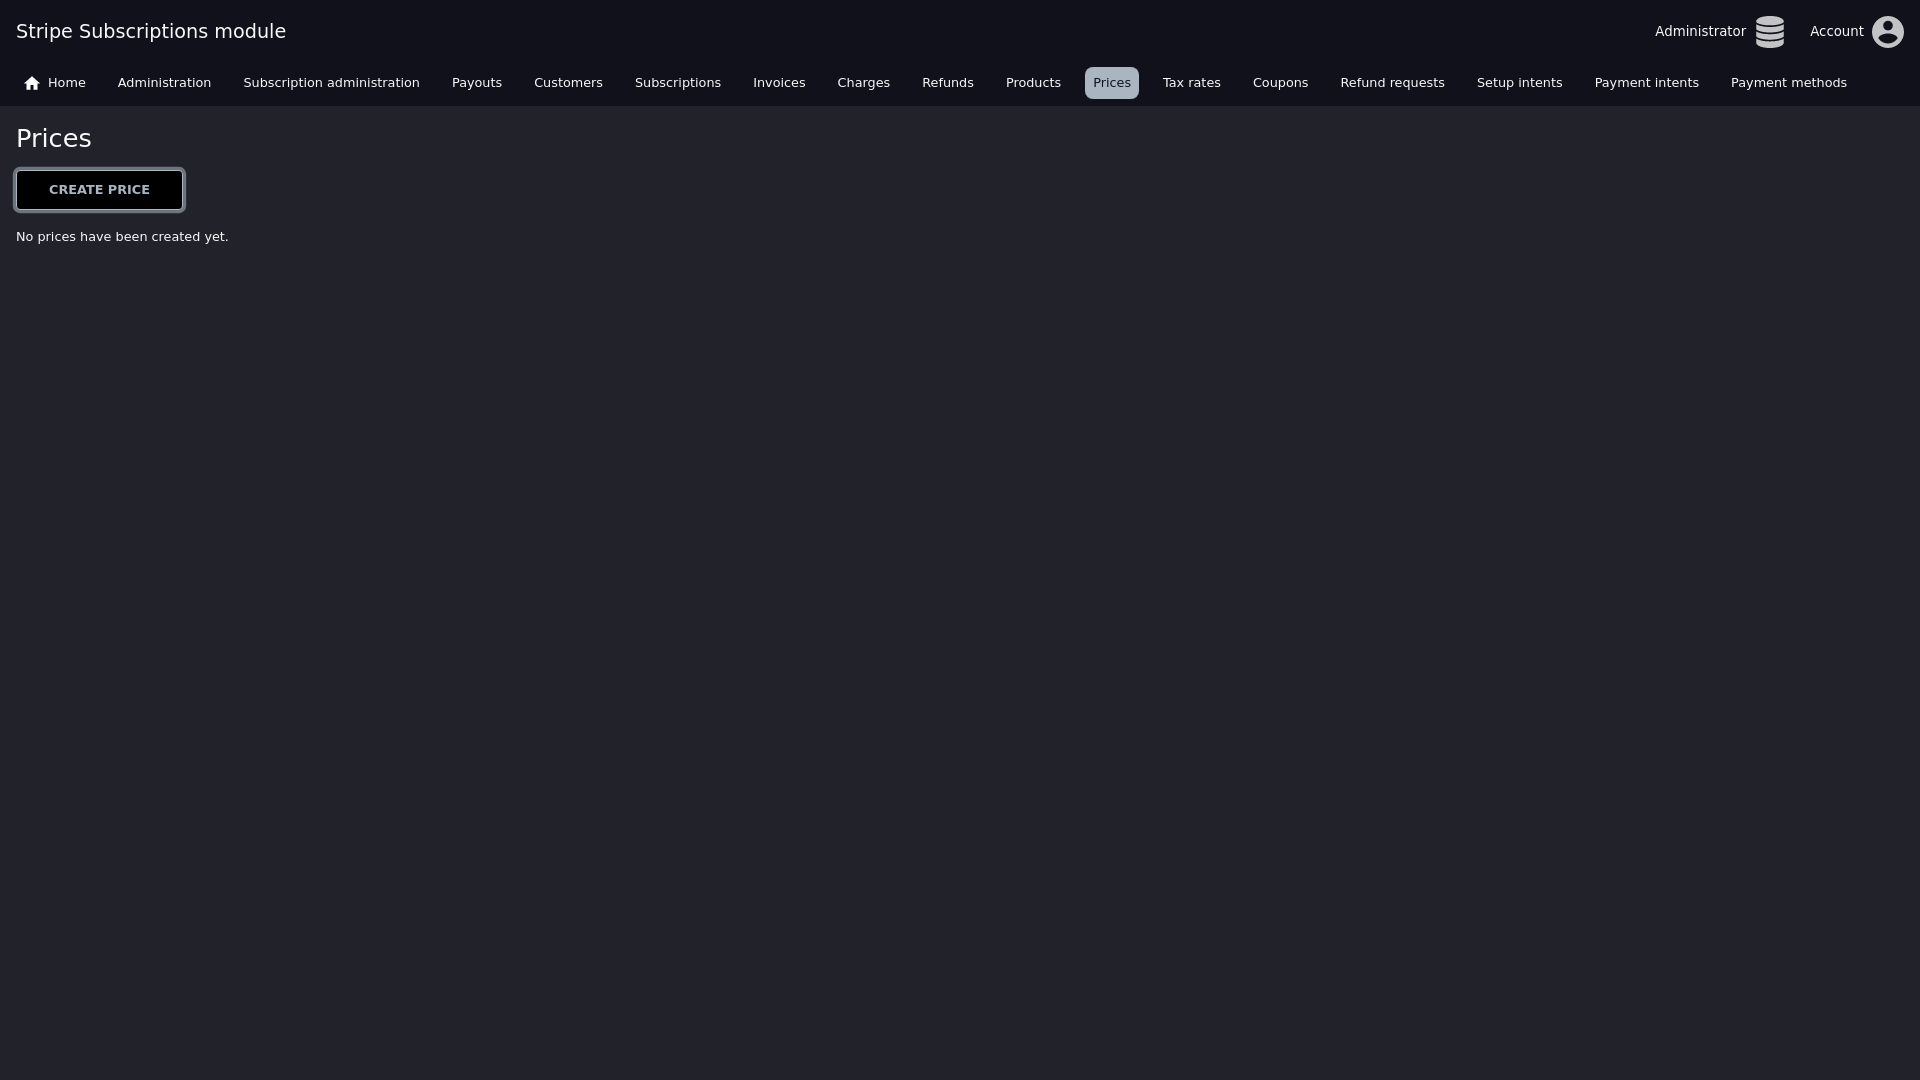 Stripe Subscriptions module
Administrator Account
Home Administration Subscription administration Payouts Customers Subscriptions Invoices Charges Refunds Products Prices Tax rates Coupons Refund requests Setup intents Payment intents Payment methods
Prices
CREATE PRICE
No prices have been created yet.